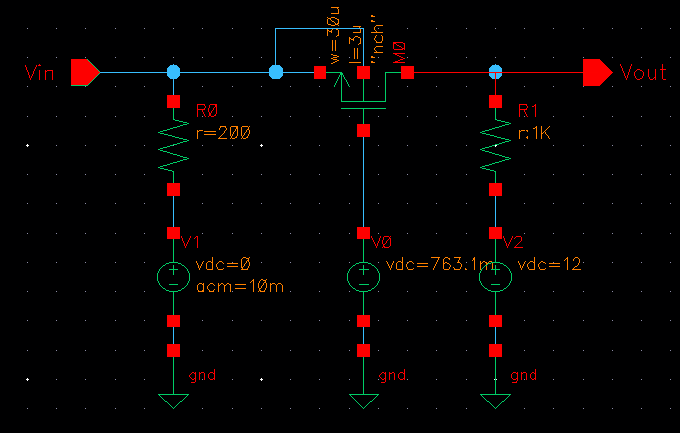 Vin
w=30u
l=3u
"nch"
M0
Vout
R0
r=200
R1
r:1K
V1
vdc=0
acm=10m
V0
vdc=763.1m
V2
vdc=12
gnd
gnd
gnd